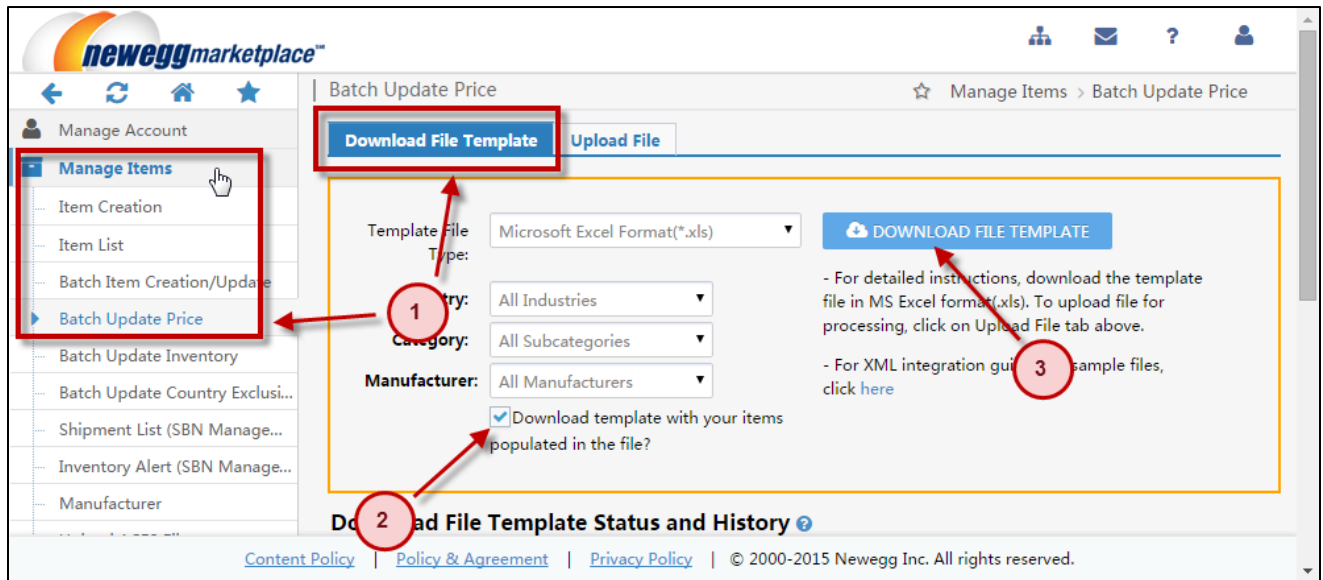 neweggmarketplace™
?
Batch Update Price
Manage Items > Batch Update Price
Manage Account
Manage Items
Item Creation
Item List
Batch Item Creation/Update
Batch Update Price
Batch Update Inventory
Batch Update Country Exclusi...
Shipment List (SBN Manage...
Inventory Alert (SBN Manage...
Manufacturer
Download File Template
Upload File
Template File
Type:
Microsoft Excel Format(*.xls)
All Industries
Category:
All Subcategories
Manufacturer:
All Manufacturers
Download template with your items
populated in the file?
DOWNLOAD FILE TEMPLATE
- For detailed instructions, download the template
file in MS Excel format(.xls). To upload file for
processing, click on Upload File tab above.
- For XML integration sample files,
click here
1
2
3
File Template Status and History ?
Content Policy | Policy & Agreement | Privacy Policy | © 2000-2015 Newegg Inc. All rights reserved.